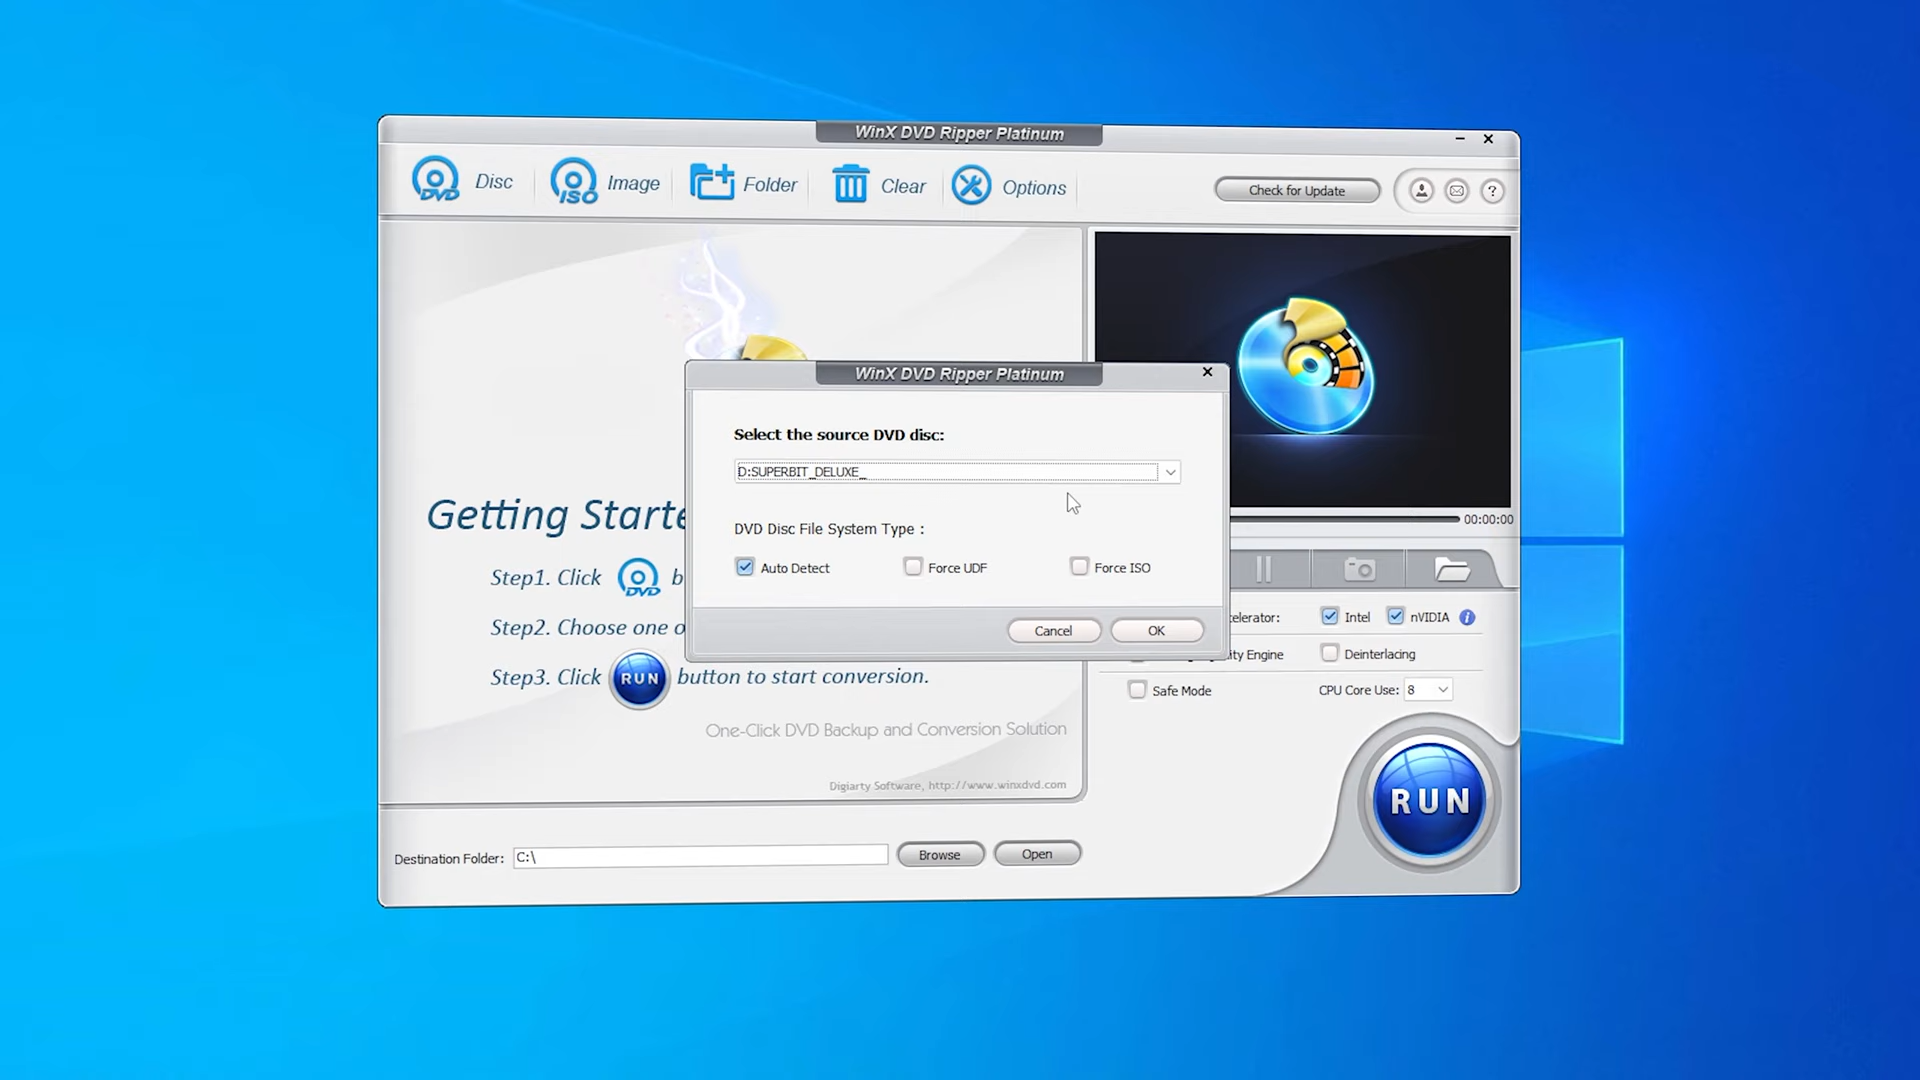 WinX DVD Ripper Platinum
DVD Disc
ISO Image
Folder
Clear
Options
Check for Update
?
WinX DVD Ripper Platinum
Select the source DVD disc:
D:SUPERBIT_DELUXE_
DVD Disc File System Type :
Auto Detect
Force UDF
Force ISO
Cancel
OK
00:00:00
Getting Starte
Step1. Click DVD b
Step2. Choose one o
Step3. Click RUN button to start conversion.
One-Click DVD Backup and Conversion Solution
Digiarty Software, http://www.winxdvd.com
celerator:
Intel
nVIDIA
i
ity Engine
Deinterlacing
Safe Mode
CPU Core Use: 8
RUN
Destination Folder: C:\
Browse
Open